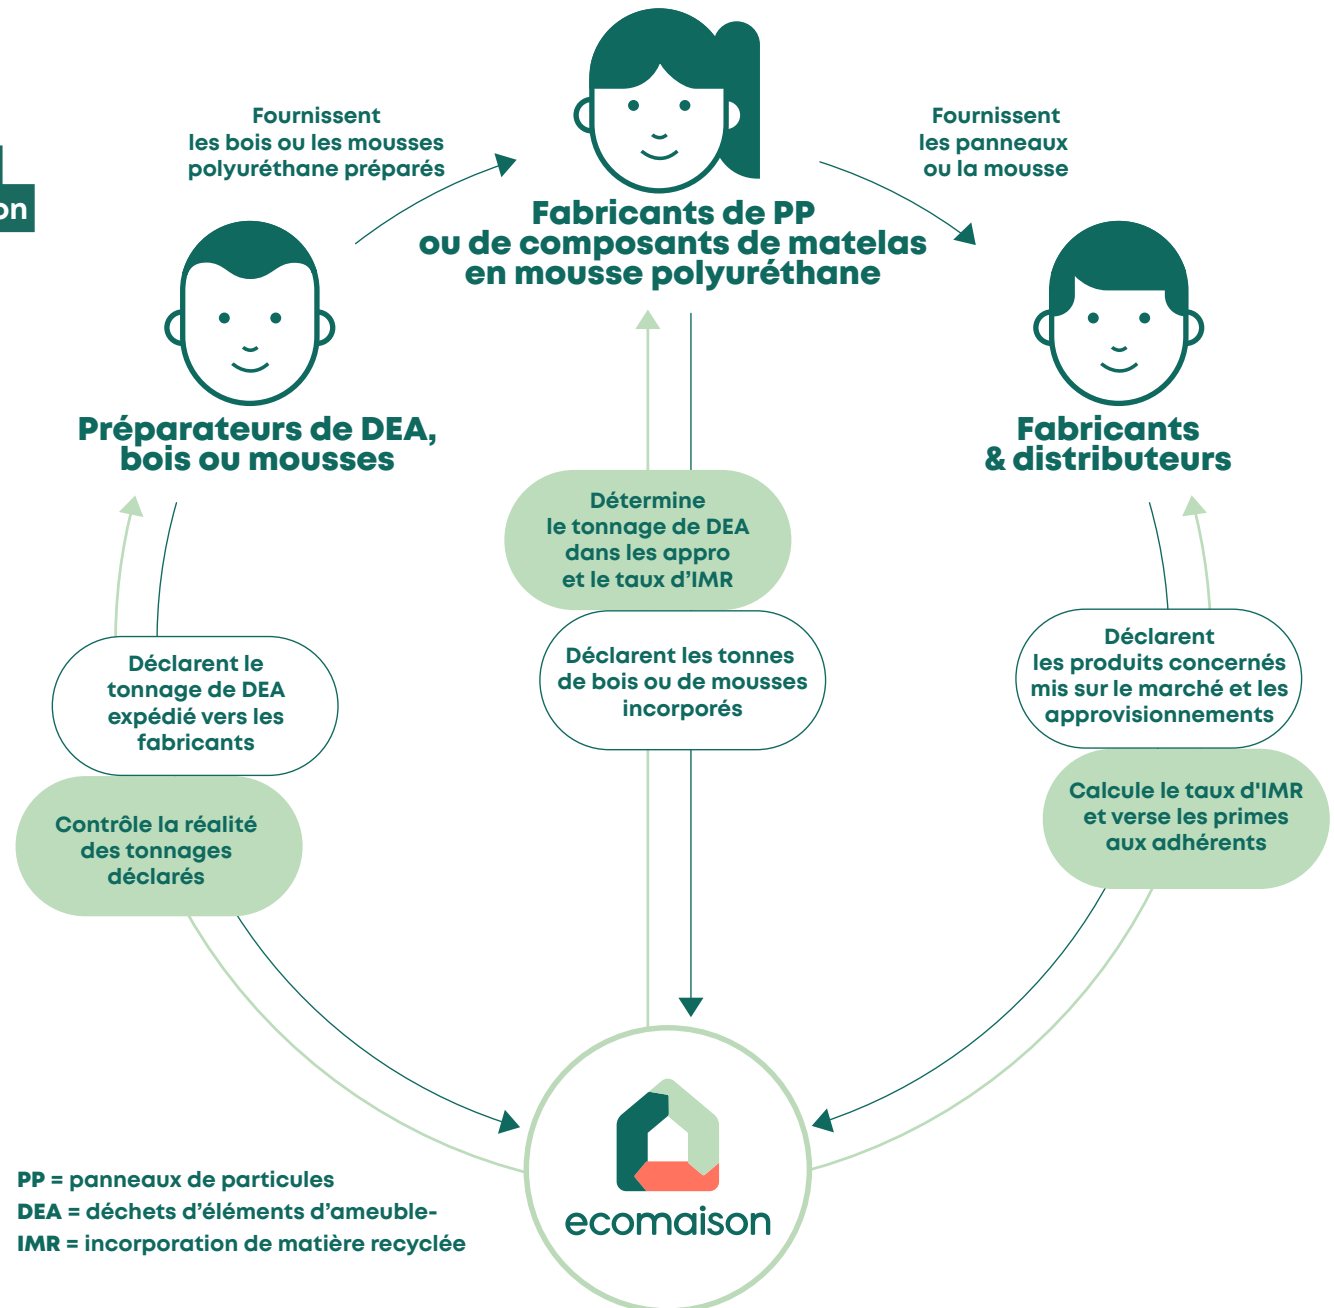 Fournissent
les bois ou les mousses
polyuréthane préparés
Fournissent
les panneaux
ou la mousse
on
Fabricants de PP
ou de composants de matelas
en mousse polyuréthane
Préparateurs de DEA,
bois ou mousses
Fabricants
& distributeurs
Détermine
le tonnage de DEA
dans les appro
et le taux d’IMR
Déclarent le
tonnage de DEA
expédié vers les
fabricants
Déclarent les tonnes
de bois ou de mousses
incorporés
Déclarent
les produits concernés
mis sur le marché et les
approvisionnements
Contrôle la réalité
des tonnages
déclarés
Calcule le taux d'IMR
et verse les primes
aux adhérents
ecomaison
PP = panneaux de particules
DEA = déchets d’éléments d’ameuble-
IMR = incorporation de matière recyclée